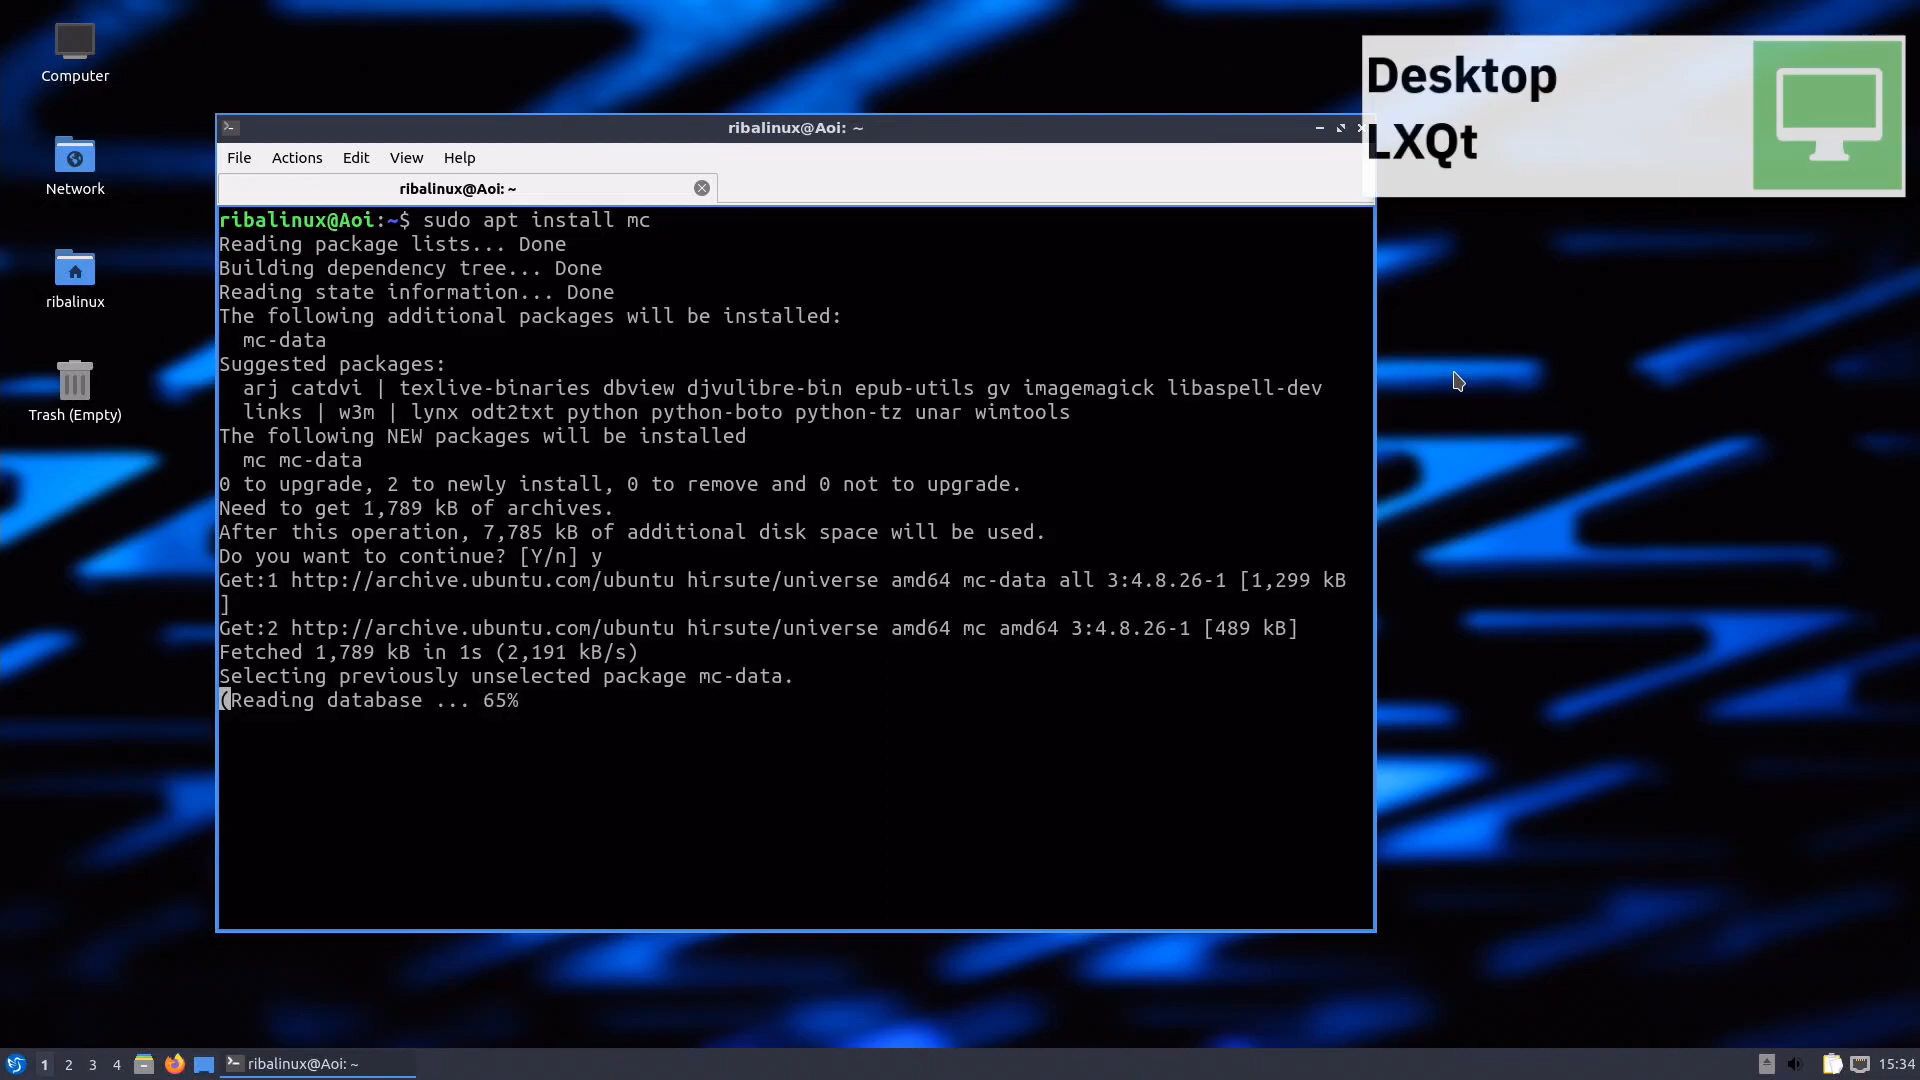 Computer
Network
ribalinux
Trash (Empty)
Desktop
LXQt
ribalinux@Aoi: ~
File Actions Edit View Help
ribalinux@Aoi: ~
ribalinux@Aoi:~$ sudo apt install mc
Reading package lists... Done
Building dependency tree... Done
Reading state information... Done
The following additional packages will be installed:
  mc-data
Suggested packages:
  arj catdvi | texlive-binaries dbview djvulibre-bin epub-utils gv imagemagick libaspell-dev
  links | w3m | lynx odt2txt python python-boto python-tz unar wimtools
The following NEW packages will be installed
  mc mc-data
0 to upgrade, 2 to newly install, 0 to remove and 0 not to upgrade.
Need to get 1,789 kB of archives.
After this operation, 7,785 kB of additional disk space will be used.
Do you want to continue? [Y/n] y
Get:1 http://archive.ubuntu.com/ubuntu hirsute/universe amd64 mc-data all 3:4.8.26-1 [1,299 kB
]
Get:2 http://archive.ubuntu.com/ubuntu hirsute/universe amd64 mc amd64 3:4.8.26-1 [489 kB]
Fetched 1,789 kB in 1s (2,191 kB/s)
Selecting previously unselected package mc-data.
(Reading database ... 65%
1 2 3 4 ribalinux@Aoi: ~ 15:34